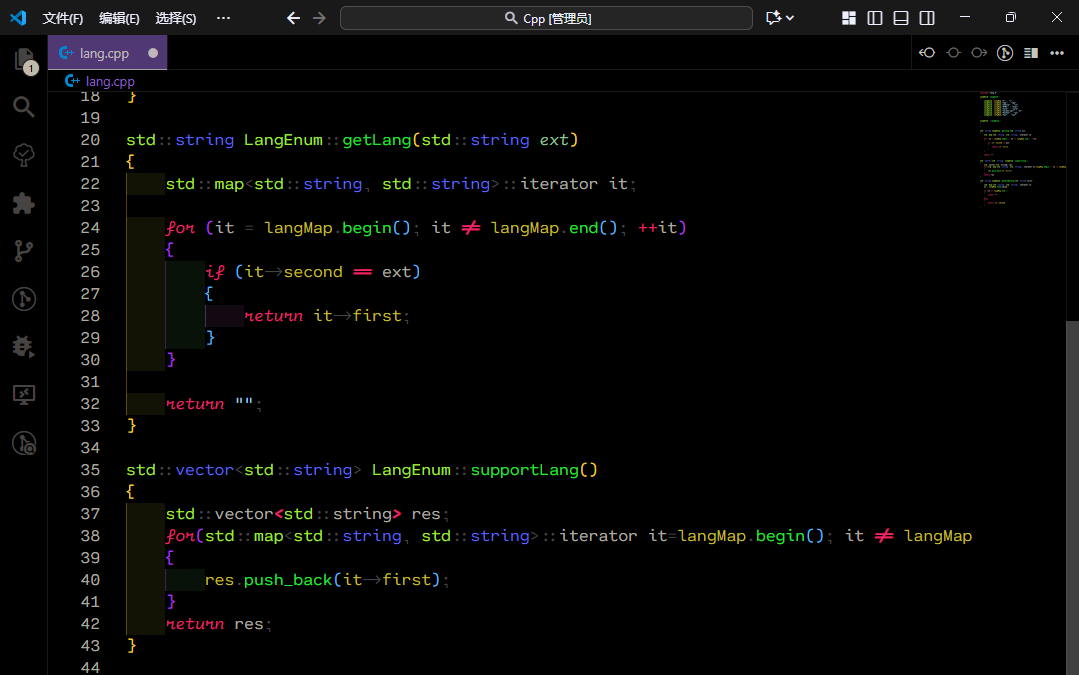 文件(F) 编辑(E) 选择(S) ··· Cpp [管理员]
lang.cpp
1
lang.cpp
18 }
19
20 std::string LangEnum::getLang(std::string ext)
21 {
22 std::map<std::string, std::string>::iterator it;
23
24 for (it = langMap.begin(); it != langMap.end(); ++it)
25 {
26 if (it->second == ext)
27 {
28 return it->first;
29 }
30 }
31
32 return "";
33 }
34
35 std::vector<std::string> LangEnum::supportLang()
36 {
37 std::vector<std::string> res;
38 for(std::map<std::string, std::string>::iterator it=langMap.begin(); it != langMap
39 {
40 res.push_back(it->first);
41 }
42 return res;
43 }
44